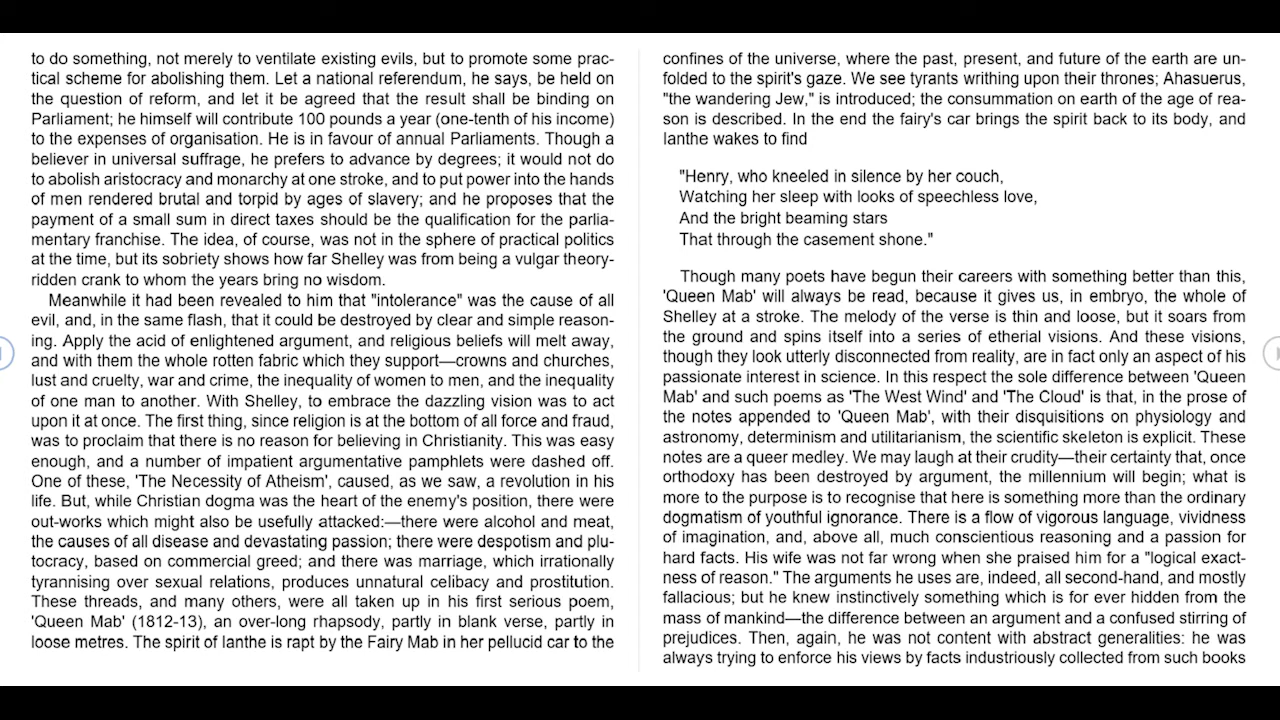 to do something, not merely to ventilate existing evils, but to promote some prac-
tical scheme for abolishing them. Let a national referendum, he says, be held on
the question of reform, and let it be agreed that the result shall be binding on
Parliament; he himself will contribute 100 pounds a year (one-tenth of his income)
to the expenses of organisation. He is in favour of annual Parliaments. Though a
believer in universal suffrage, he prefers to advance by degrees; it would not do
to abolish aristocracy and monarchy at one stroke, and to put power into the hands
of men rendered brutal and torpid by ages of slavery; and he proposes that the
payment of a small sum in direct taxes should be the qualification for the parlia-
mentary franchise. The idea, of course, was not in the sphere of practical politics
at the time, but its sobriety shows how far Shelley was from being a vulgar theory-
ridden crank to whom the years bring no wisdom.
Meanwhile it had been revealed to him that "intolerance" was the cause of all
evil, and, in the same flash, that it could be destroyed by clear and simple reason-
ing. Apply the acid of enlightened argument, and religious beliefs will melt away,
and with them the whole rotten fabric which they support—crowns and churches,
lust and cruelty, war and crime, the inequality of women to men, and the inequality
of one man to another. With Shelley, to embrace the dazzling vision was to act
upon it at once. The first thing, since religion is at the bottom of all force and fraud,
was to proclaim that there is no reason for believing in Christianity. This was easy
enough, and a number of impatient argumentative pamphlets were dashed off.
One of these, 'The Necessity of Atheism', caused, as we saw, a revolution in his
life. But, while Christian dogma was the heart of the enemy's position, there were
out-works which might also be usefully attacked:—there were alcohol and meat,
the causes of all disease and devastating passion; there were despotism and plu-
tocracy, based on commercial greed; and there was marriage, which irrationally
tyrannising over sexual relations, produces unnatural celibacy and prostitution.
These threads, and many others, were all taken up in his first serious poem,
'Queen Mab' (1812-13), an over-long rhapsody, partly in blank verse, partly in
loose metres. The spirit of Ianthe is rapt by the Fairy Mab in her pellucid car to the
confines of the universe, where the past, present, and future of the earth are un-
folded to the spirit's gaze. We see tyrants writhing upon their thrones; Ahasuerus,
"the wandering Jew," is introduced; the consummation on earth of the age of rea-
son is described. In the end the fairy's car brings the spirit back to its body, and
Ianthe wakes to find
"Henry, who kneeled in silence by her couch,
Watching her sleep with looks of speechless love,
And the bright beaming stars
That through the casement shone."
Though many poets have begun their careers with something better than this,
'Queen Mab' will always be read, because it gives us, in embryo, the whole of
Shelley at a stroke. The melody of the verse is thin and loose, but it soars from
the ground and spins itself into a series of etherial visions. And these visions,
though they look utterly disconnected from reality, are in fact only an aspect of his
passionate interest in science. In this respect the sole difference between 'Queen
Mab' and such poems as 'The West Wind' and 'The Cloud' is that, in the prose of
the notes appended to 'Queen Mab', with their disquisitions on physiology and
astronomy, determinism and utilitarianism, the scientific skeleton is explicit. These
notes are a queer medley. We may laugh at their crudity—their certainty that, once
orthodoxy has been destroyed by argument, the millennium will begin; what is
more to the purpose is to recognise that here is something more than the ordinary
dogmatism of youthful ignorance. There is a flow of vigorous language, vividness
of imagination, and, above all, much conscientious reasoning and a passion for
hard facts. His wife was not far wrong when she praised him for a "logical exact-
ness of reason." The arguments he uses are, indeed, all second-hand, and mostly
fallacious; but he knew instinctively something which is for ever hidden from the
mass of mankind—the difference between an argument and a confused stirring of
prejudices. Then, again, he was not content with abstract generalities: he was
always trying to enforce his views by facts industriously collected from such books